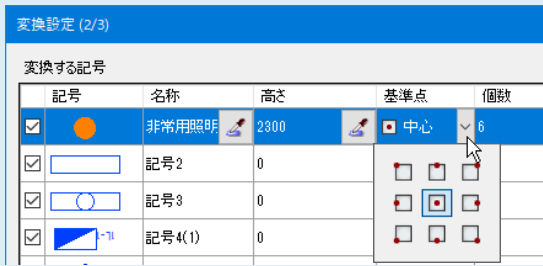 変換設定 (2/3)
変換する記号
記号 名称 高さ 基準点 個数
非常用照明 2300 中心 6
記号2 0
記号3 0
記号4(1) 0